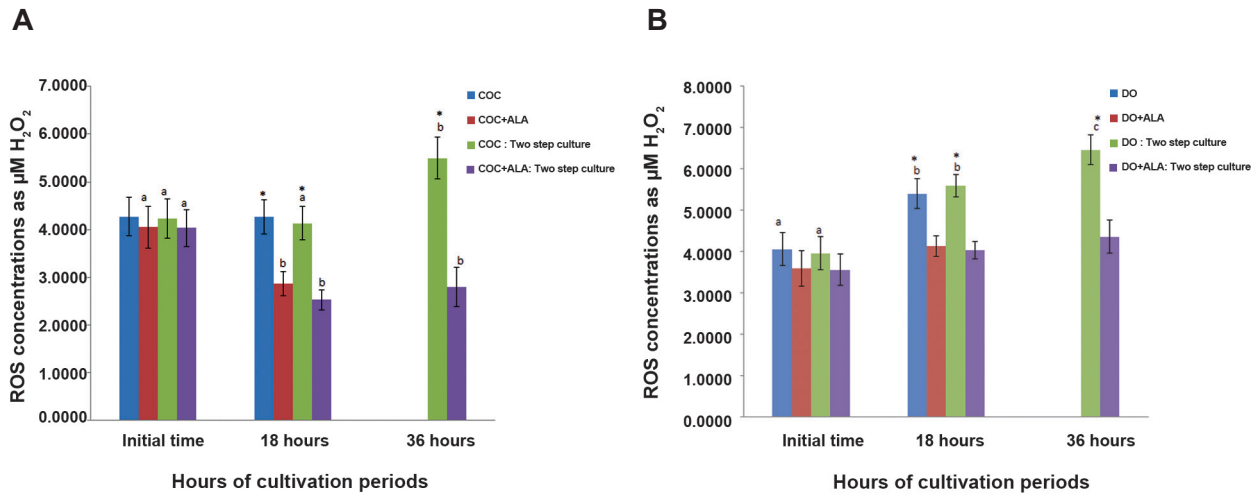 A
ROS concentrations as µM H₂O₂
7.0000
6.0000
5.0000
4.0000
3.0000
2.0000
1.0000
0.0000
COC
COC+ALA
COC : Two step culture
COC+ALA: Two step culture
a
a
a
*
b
*
a
b
*
b
b
Initial time
18 hours
36 hours
Hours of cultivation periods
B
ROS concentrations as µM H₂O₂
8.0000
7.0000
6.0000
5.0000
4.0000
3.0000
2.0000
1.0000
0.0000
DO
DO+ALA
DO : Two step culture
DO+ALA: Two step culture
a
a
*
b
*
b
*
c
Initial time
18 hours
36 hours
Hours of cultivation periods